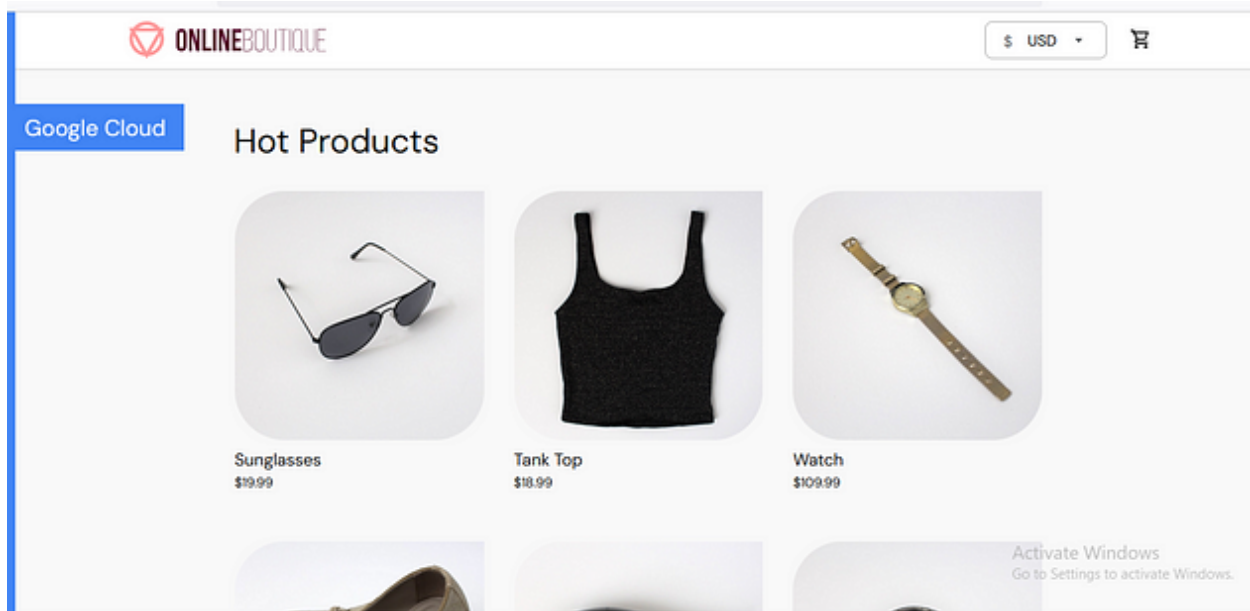 ONLINEBOUTIQUE
$ USD
Google Cloud
Hot Products
Sunglasses
$19.99
Tank Top
$18.99
Watch
$109.99
Activate Windows
Go to Settings to activate Windows.